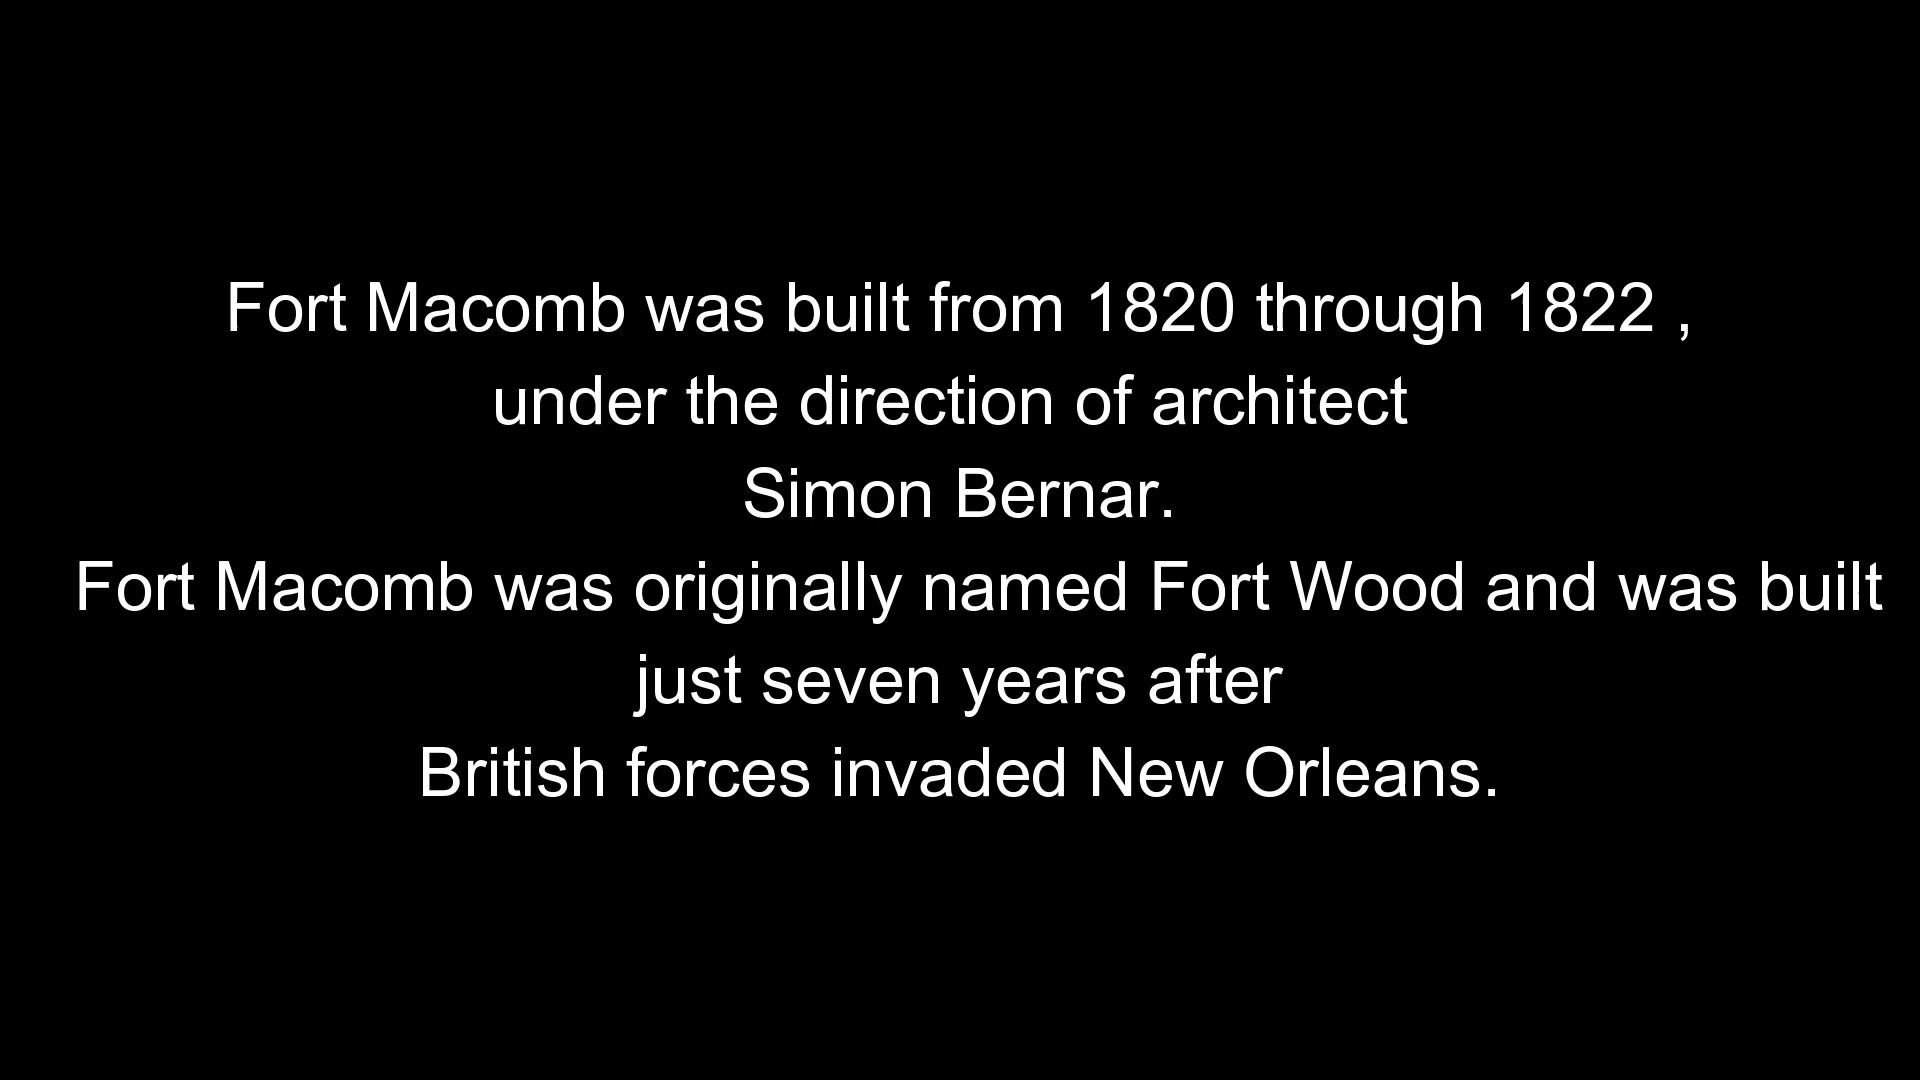 Fort Macomb was built from 1820 through 1822 ,
under the direction of architect
Simon Bernar.
Fort Macomb was originally named Fort Wood and was built
just seven years after
British forces invaded New Orleans.